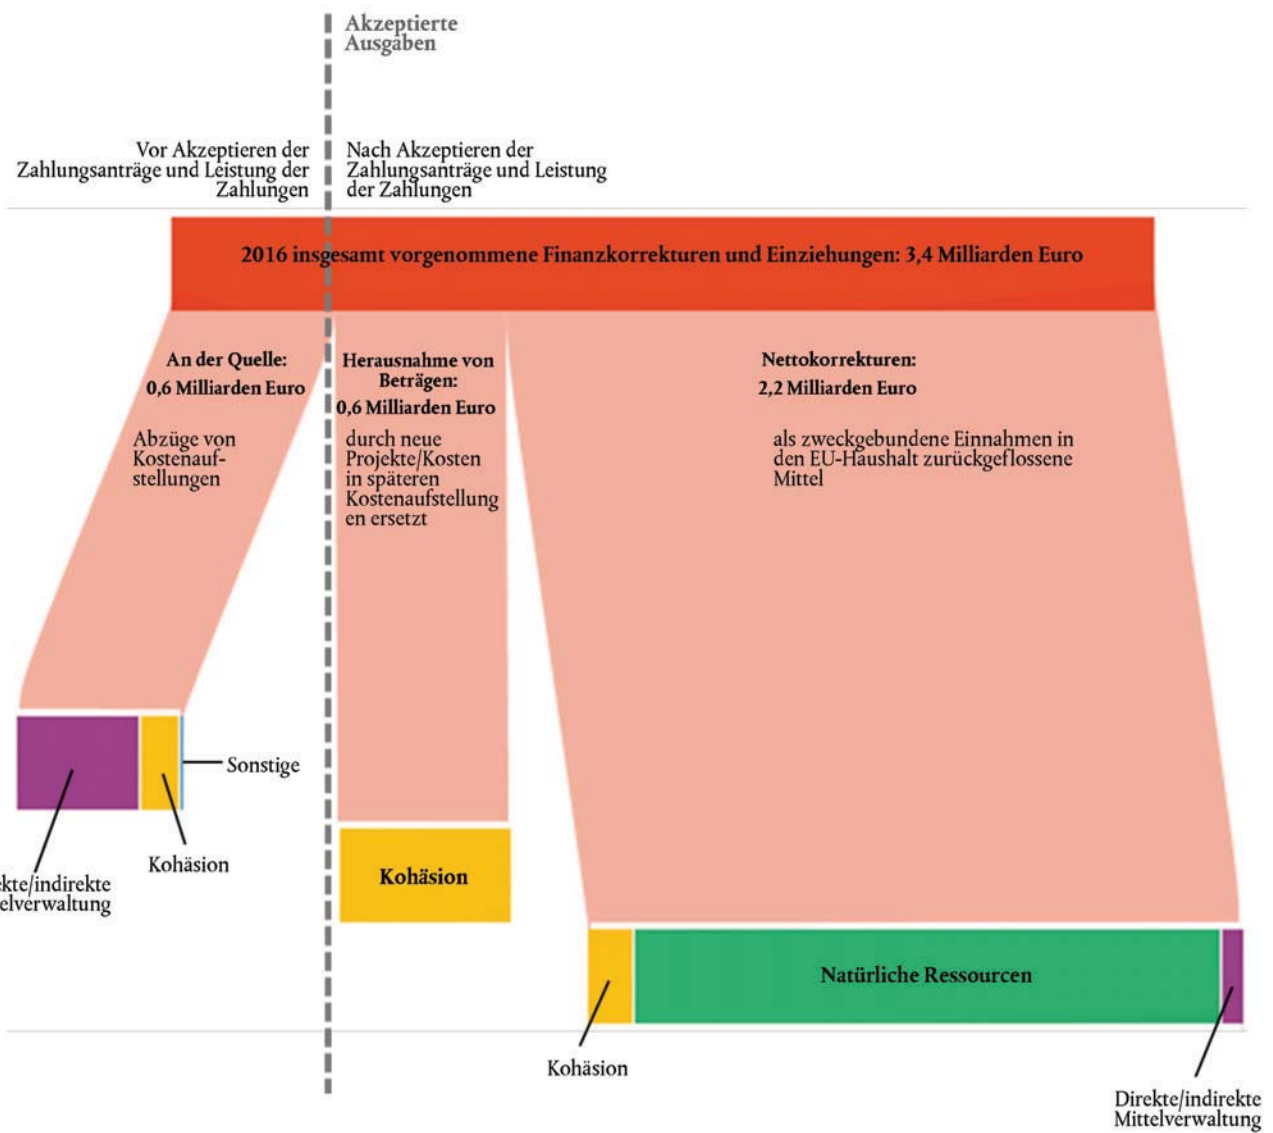 Akzeptierte
Ausgaben
Vor Akzeptieren der
Zahlungsanträge und Leistung der
Zahlungen
Nach Akzeptieren der
Zahlungsanträge und Leistung
der Zahlungen
2016 insgesamt vorgenommene Finanzkorrekturen und Einziehungen: 3,4 Milliarden Euro
An der Quelle:
0,6 Milliarden Euro
Abzüge von
Kostenauf-
stellungen
Herausnahme von
Beträgen:
0,6 Milliarden Euro
durch neue
Projekte/Kosten
in späteren
Kostenaufstellung
en ersetzt
Nettokorrekturen:
2,2 Milliarden Euro
als zweckgebundene Einnahmen in
den EU-Haushalt zurückgeflossene
Mittel
Sonstige
Kohäsion
ekte/indirekte
telverwaltung
Kohäsion
Natürliche Ressourcen
Kohäsion
Direkte/indirekte
Mittelverwaltung